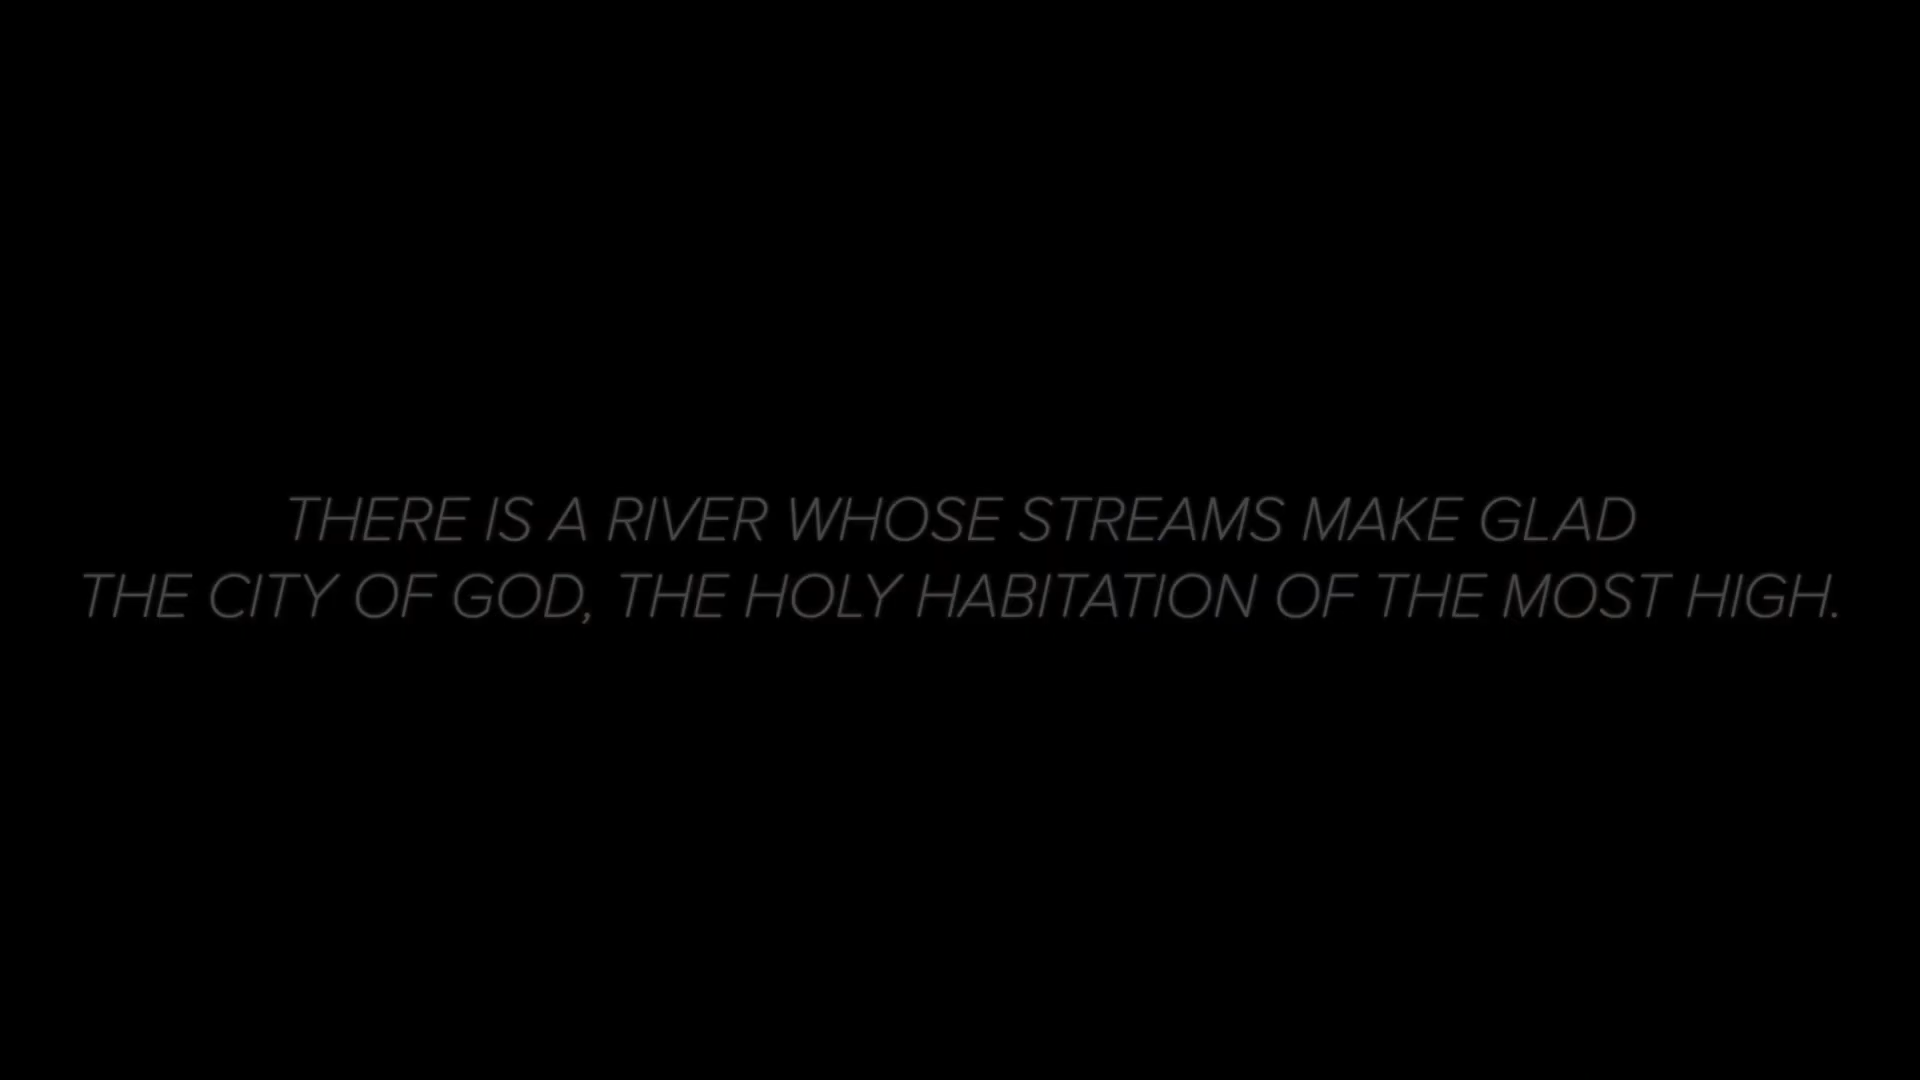 THERE IS A RIVER WHOSE STREAMS MAKE GLAD
THE CITY OF GOD, THE HOLY HABITATION OF THE MOST HIGH.